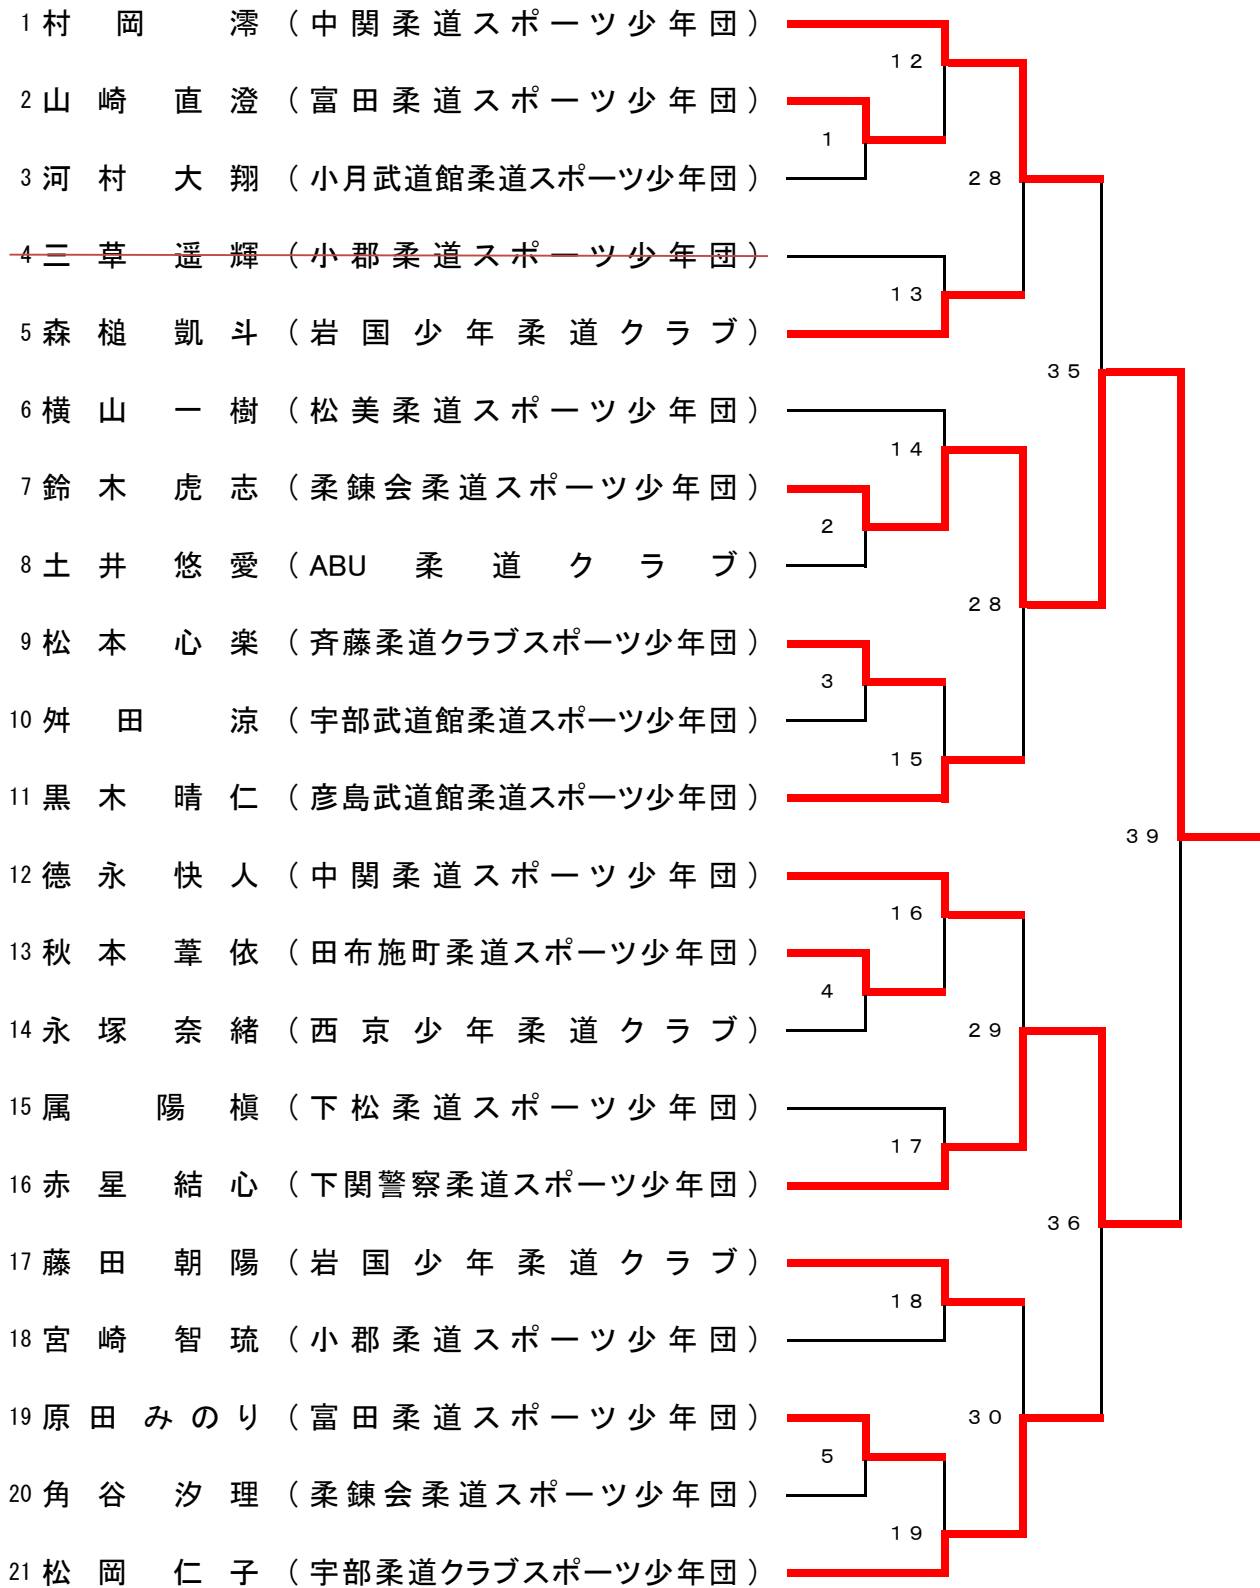 1 村岡 澪 (中関柔道スポーツ少年団)
12
2 山崎 直澄 (富田柔道スポーツ少年団)
1
3 河村 大翔 (小月武道館柔道スポーツ少年団)
28
4 三草 遥輝 (小郡柔道スポーツ少年団)
13
5 森槌 凱斗 (岩国少年柔道クラブ)
35
6 横山 一樹 (松美柔道スポーツ少年団)
14
7 鈴木 虎志 (柔錬会柔道スポーツ少年団)
2
8 土井 悠愛 (ABU柔道クラブ)
28
9 松本 心楽 (斉藤柔道クラブスポーツ少年団)
3
10 舛田 涼 (宇部武道館柔道スポーツ少年団)
15
11 黒木 晴仁 (彦島武道館柔道スポーツ少年団)
39
12 德永 快人 (中関柔道スポーツ少年団)
16
13 秋本 葦依 (田布施町柔道スポーツ少年団)
4
14 永塚 奈緒 (西京少年柔道クラブ)
29
15 属 陽槇 (下松柔道スポーツ少年団)
17
16 赤星 結心 (下関警察柔道スポーツ少年団)
36
17 藤田 朝陽 (岩国少年柔道クラブ)
18
18 宮崎 智琉 (小郡柔道スポーツ少年団)
19 原田 みのり (富田柔道スポーツ少年団)
30
5
20 角谷 汐理 (柔錬会柔道スポーツ少年団)
19
21 松岡 仁子 (宇部柔道クラブスポーツ少年団)